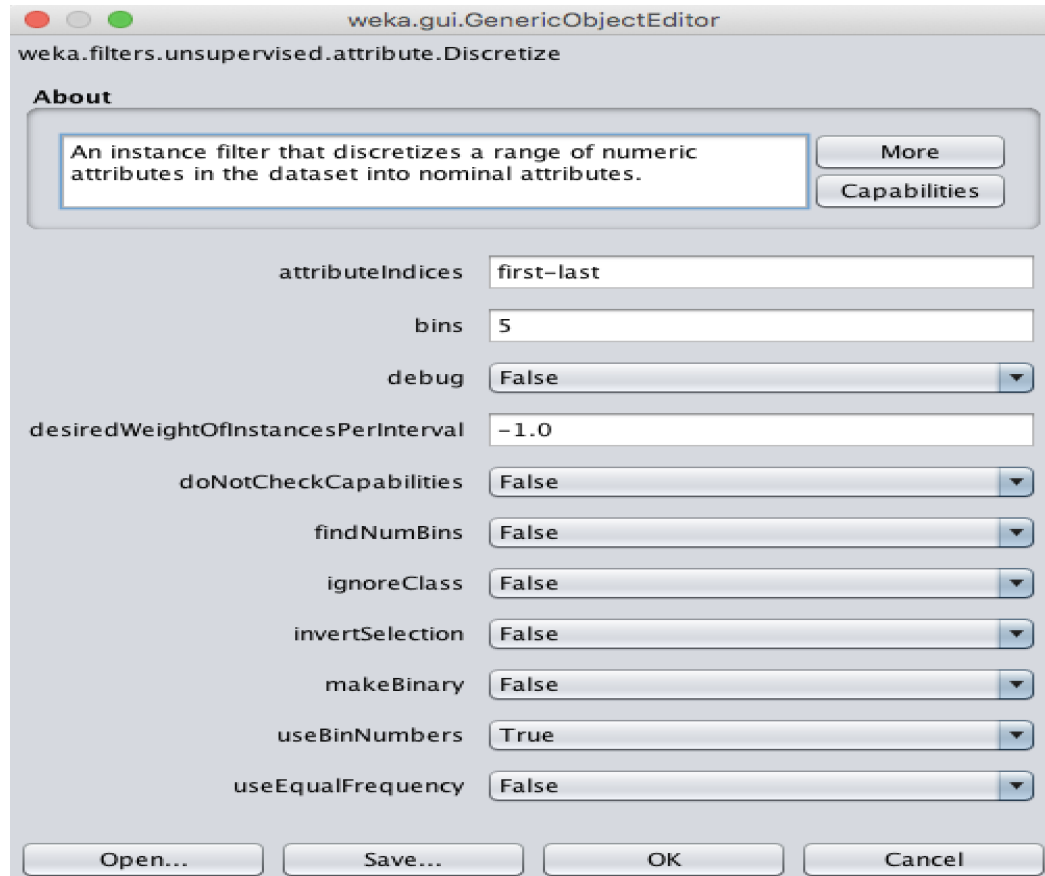 weka.gui.GenericObjectEditor
weka.filters.unsupervised.attribute.Discretize
About
An instance filter that discretizes a range of numeric
attributes in the dataset into nominal attributes.
More
Capabilities
attributeIndices first-last
bins 5
debug False
desiredWeightOfInstancesPerInterval -1.0
doNotCheckCapabilities False
findNumBins False
ignoreClass False
invertSelection False
makeBinary False
useBinNumbers True
useEqualFrequency False
Open... Save... OK Cancel